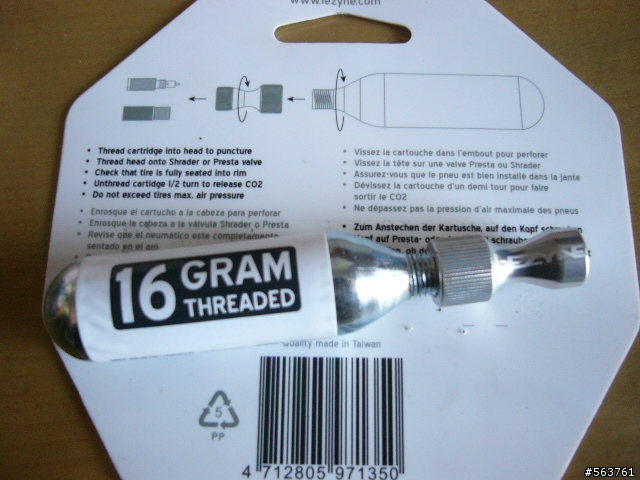 www.lezyne.com
• Thread cartridge into head to puncture
• Thread head onto Shrader or Presta valve
• Check that tire is fully seated into rim
• Unthread cartidge 1/2 turn to release CO2
• Do not exceed tires max. air pressure
• Enrosque el cartucho a la cabeza para perforar
• Enrosque la cabeza a la válvula Shrader o Presta
• Revise que el neumático este completamente
sentado en el aro
• Vissez la cartouche dans l'embout pour perforer
• Vissez la tête sur une valve Presta ou Shrader
• Assurez-vous que le pneu est bien installé dans la jante
• Dévissez la cartouche d'un demi tour pour faire
sortir le CO2
• Ne dépassez pas la pression d'air maximale des pneus
• Zum Anstechen der Kartusche, auf den Kopf
auf Presta- oder
LEZYNE
16 GRAM
THREADED
Quality made in Taiwan
5
PP
4 712805 971350
#563761